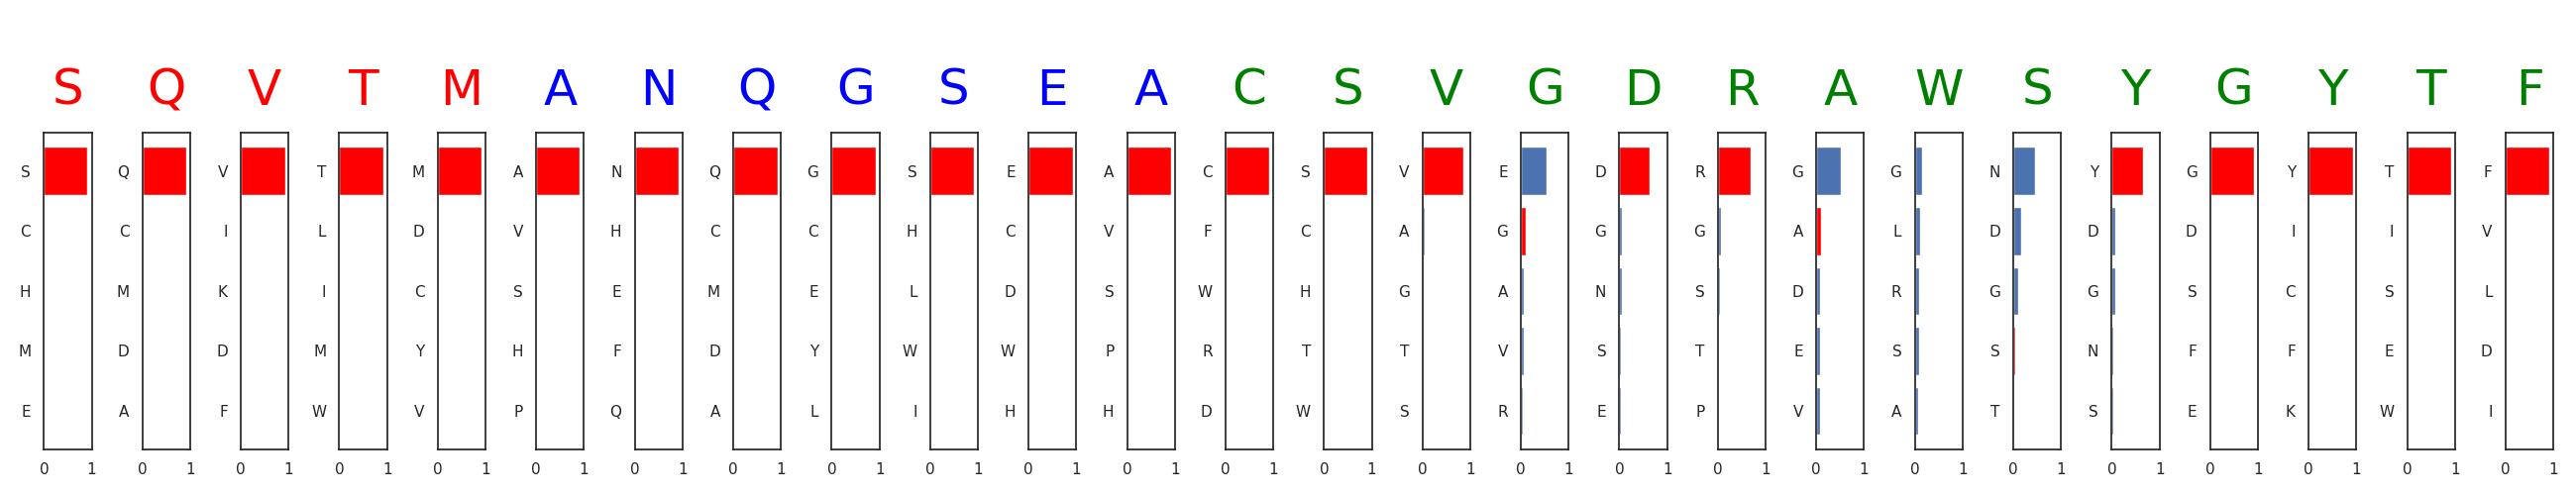 S Q V T M A N Q G S E A C S V G D R A W S Y G Y T F
S Q V T M A N Q G S E A C S V E D R G G N Y G Y T F
C C I L D V H C C H C V F C A G G G A L D D D I I V
H M K I C S E M E L D S W H G A N S D R G G S C S L
M D D M Y H F D Y W W P R T T V S T E S S N F F E D
E A F W V P Q A L I H H D W S R E P V A T S E K W I
0 1 0 1 0 1 0 1 0 1 0 1 0 1 0 1 0 1 0 1 0 1 0 1 0 1 0 1 0 1 0 1 0 1 0 1 0 1 0 1 0 1 0 1 0 1 0 1 0 1 0 1